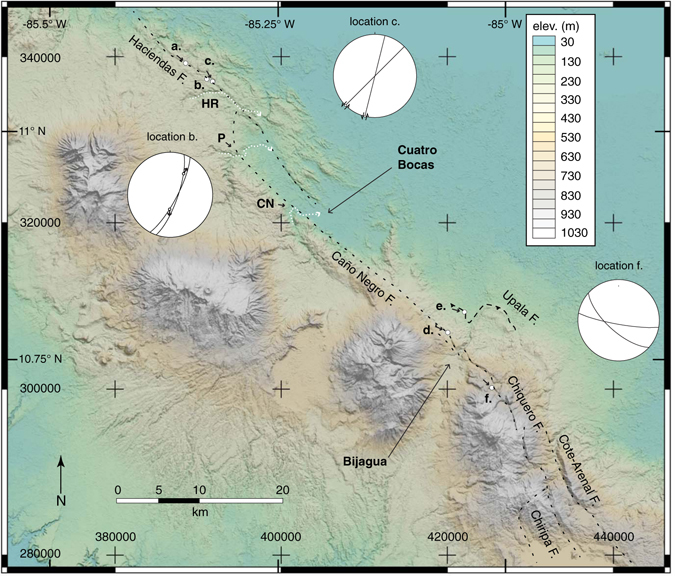 -85.5° W
-85.25° W
-85° W
location c.
elev. (m)
30
130
230
330
430
530
630
730
830
930
1030
340000
a.
c.
b.
Haciendas F.
HR
11° N
P
location b.
Cuatro
Bocas
CN
320000
Caño Negro F.
location f.
e.
Upala F.
d.
10.75° N
300000
f.
Chiquero F.
Cote-Arenal F.
Bijagua
Chiripa F.
N
0 5 10 20
km
280000
380000
400000
420000
440000